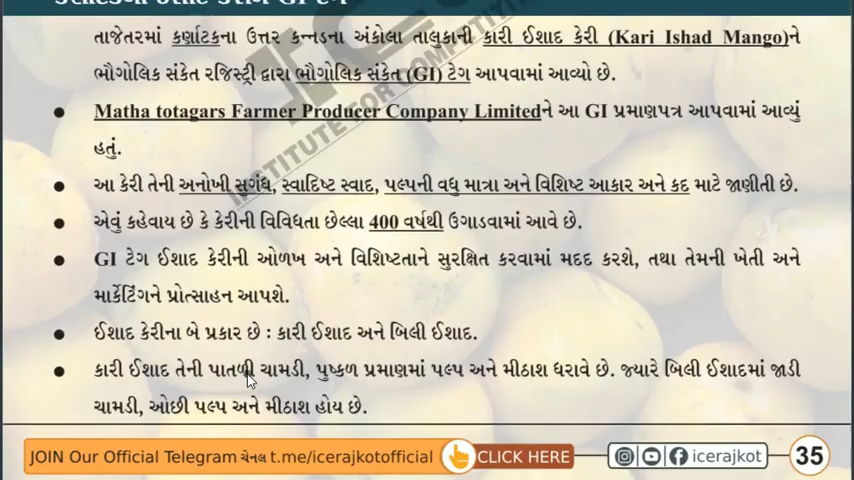 તાજેતરમાં કર્ણાટકના ઉત્તર કન્નડના અંકોલા તાલુકાની કારી ઈશાદ કેરી (Kari Ishad Mango)ને
ભૌગોલિક સંકેત રજિસ્ટ્રી દ્વારા ભૌગોલિક સંકેત (GI) ટેગ આપવામાં આવ્યો છે.
● Matha totagars Farmer Producer Company Limitedને આ GI પ્રમાણપત્ર આપવામાં આવ્યું
હતું.
● આ કેરી તેની અનોખી સુગંધ, સ્વાદિષ્ટ સ્વાદ, પલ્પની વધુ માત્રા અને વિશિષ્ટ આકાર અને કદ માટે જાણીતી છે.
● એવું કહેવાય છે કે કેરીની વિવિધતા છેલ્લા 400 વર્ષથી ઉગાડવામાં આવે છે.
● GI ટેગ ઈશાદ કેરીની ઓળખ અને વિશિષ્ટતાને સુરક્ષિત કરવામાં મદદ કરશે, તથા તેમની ખેતી અને
માર્કેટિંગને પ્રોત્સાહન આપશે.
● ઈશાદ કેરીના બે પ્રકાર છે : કારી ઈશાદ અને બિલી ઈશાદ.
● કારી ઈશાદ તેની પાતળી ચામડી, પુષ્કળ પ્રમાણમાં પલ્પ અને મીઠાશ ધરાવે છે. જ્યારે બિલી ઈશાદમાં જાડી
ચામડી, ઓછી પલ્પ અને મીઠાશ હોય છે.
JOIN Our Official Telegram ચેનલ t.me/icerajkotofficial CLICK HERE icerajkot 35
INSTITUTE FOR